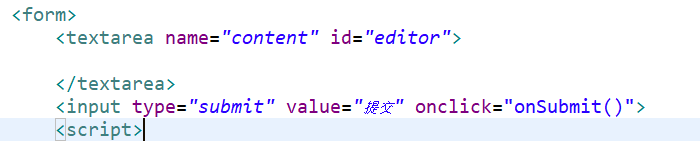 <form>
<textarea name="content" id="editor">
</textarea>
<input type="submit" value="提交" onclick="onSubmit()">
<script>